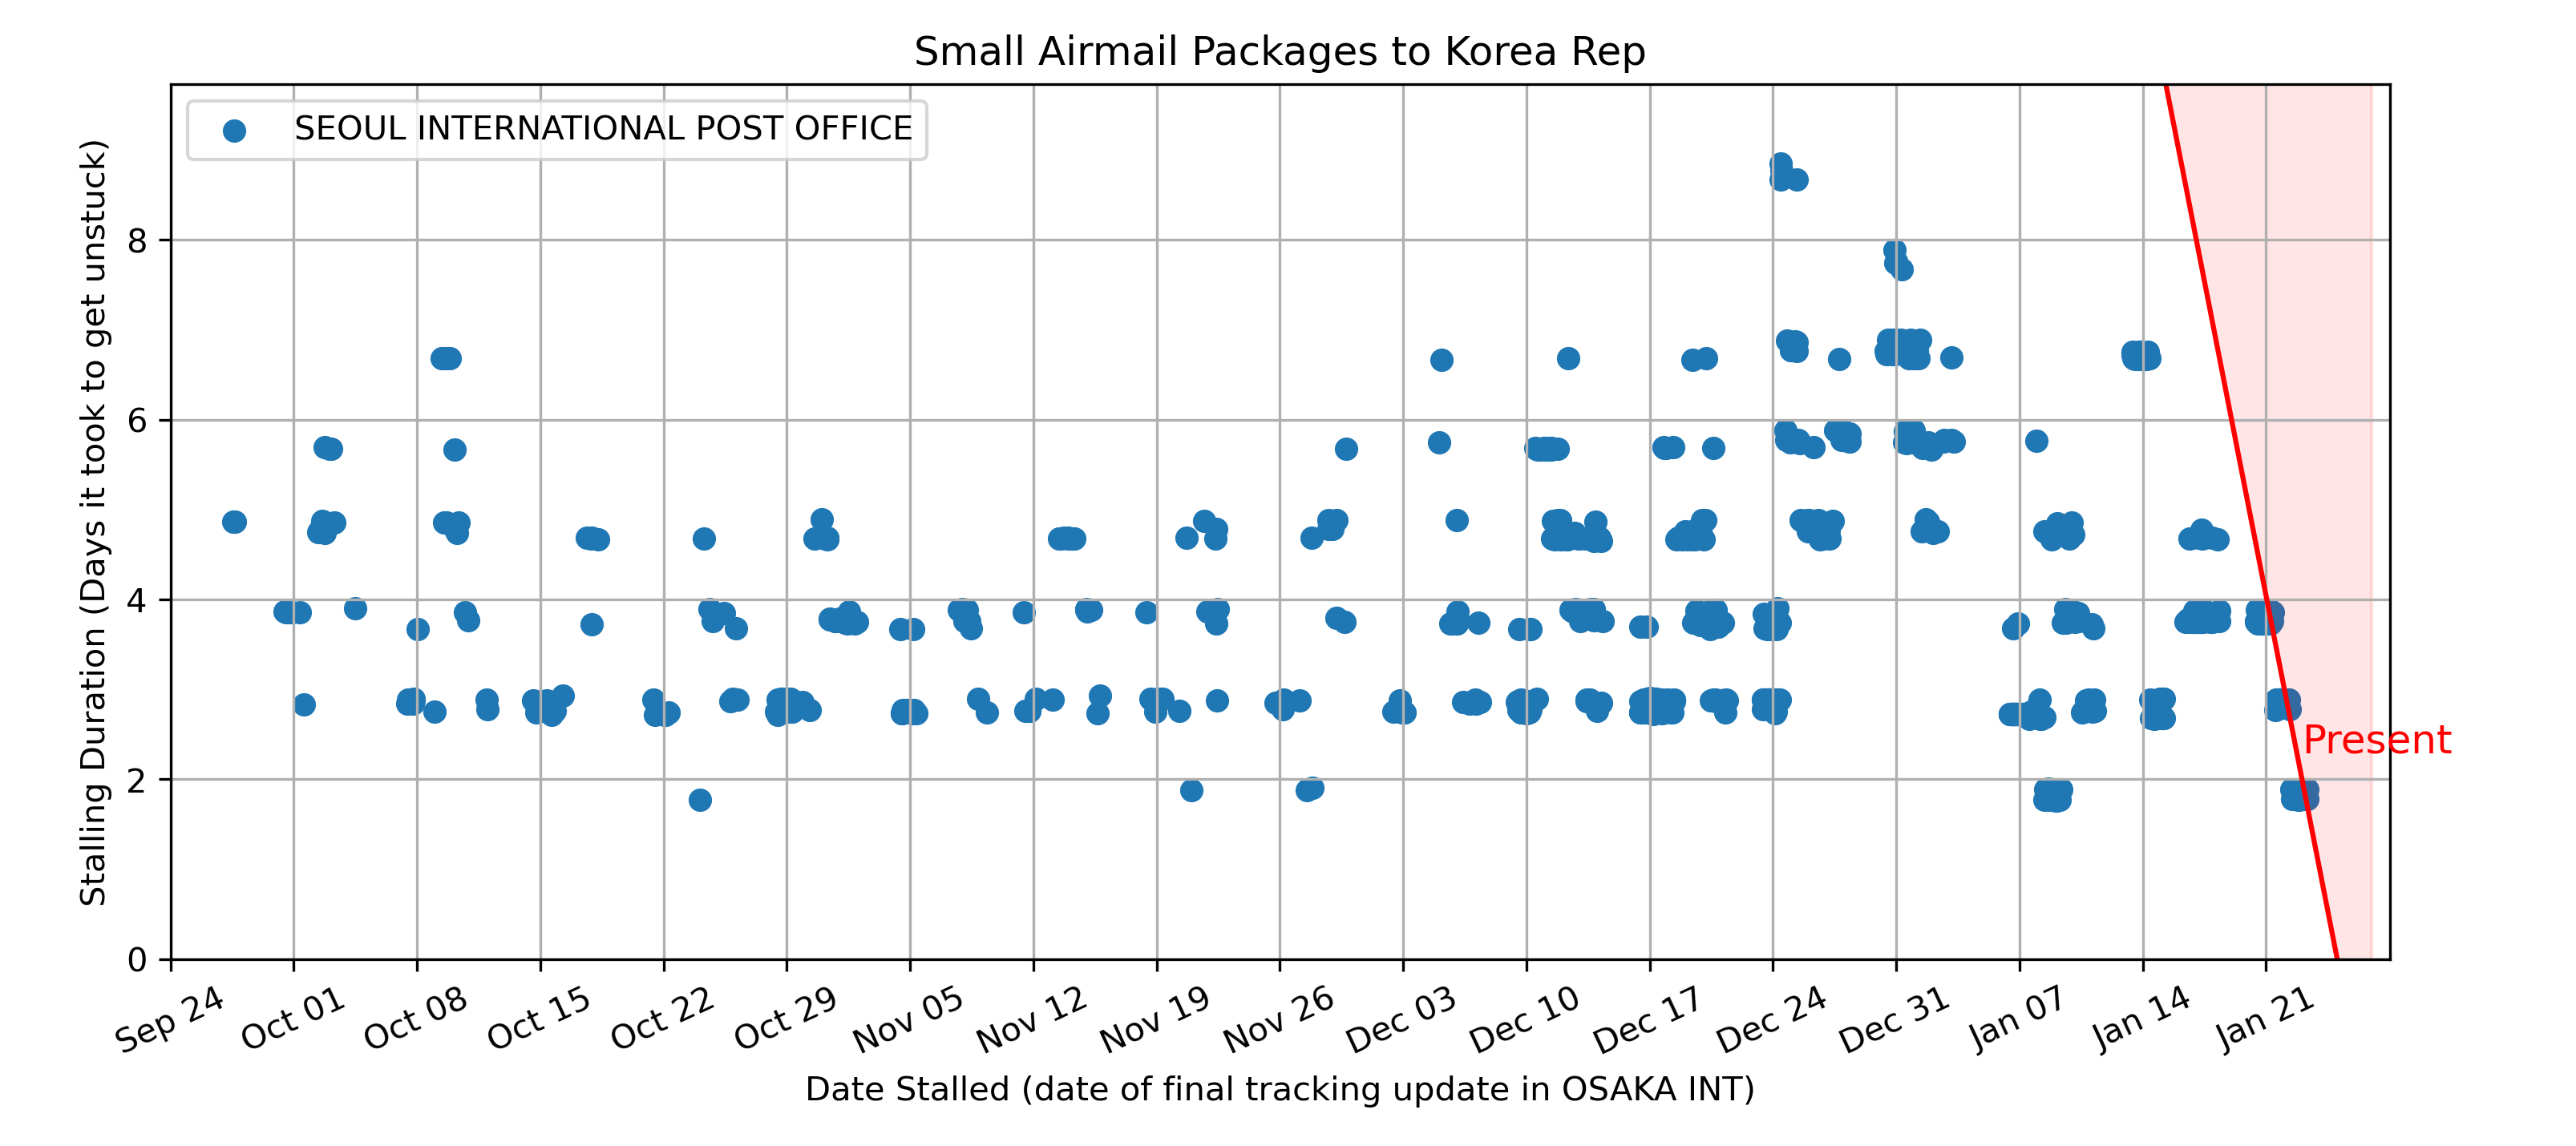 Small Airmail Packages to Korea Rep
SEOUL INTERNATIONAL POST OFFICE
Stalling Duration (Days it took to get unstuck)
8
6
4
2
0
Present
Sep 24 Oct 01 Oct 08 Oct 15 Oct 22 Oct 29 Nov 05 Nov 12 Nov 19 Nov 26 Dec 03 Dec 10 Dec 17 Dec 24 Dec 31 Jan 07 Jan 14 Jan 21
Date Stalled (date of final tracking update in OSAKA INT)